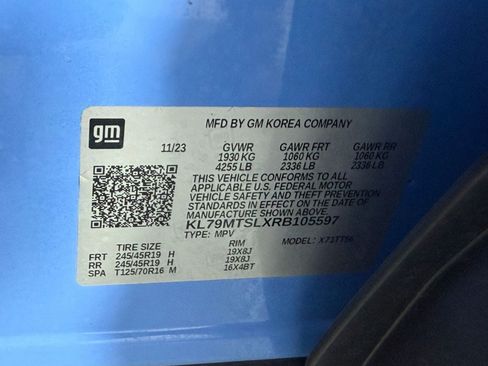 gm
MFD BY GM KOREA COMPANY
11/23 GVWR GAWR FRT GAWR RR
1930 KG 1060 KG 1060 KG
4255 LB 2336 LB 2336 LB
THIS VEHICLE CONFORMS TO ALL
APPLICABLE U.S. FEDERAL MOTOR
VEHICLE SAFETY AND THEFT PREVENTION
STANDARDS IN EFFECT ON THE DATE OF
MANUFACTURE SHOWN ABOVE.
KL79MTSLXRB105597
TYPE: MPV MODEL: X71TT56
TIRE SIZE RIM
FRT 245/45R19 H 19X8J
RR 245/45R19 H 19X8J
SPA T125/70R16 M 16X4BT